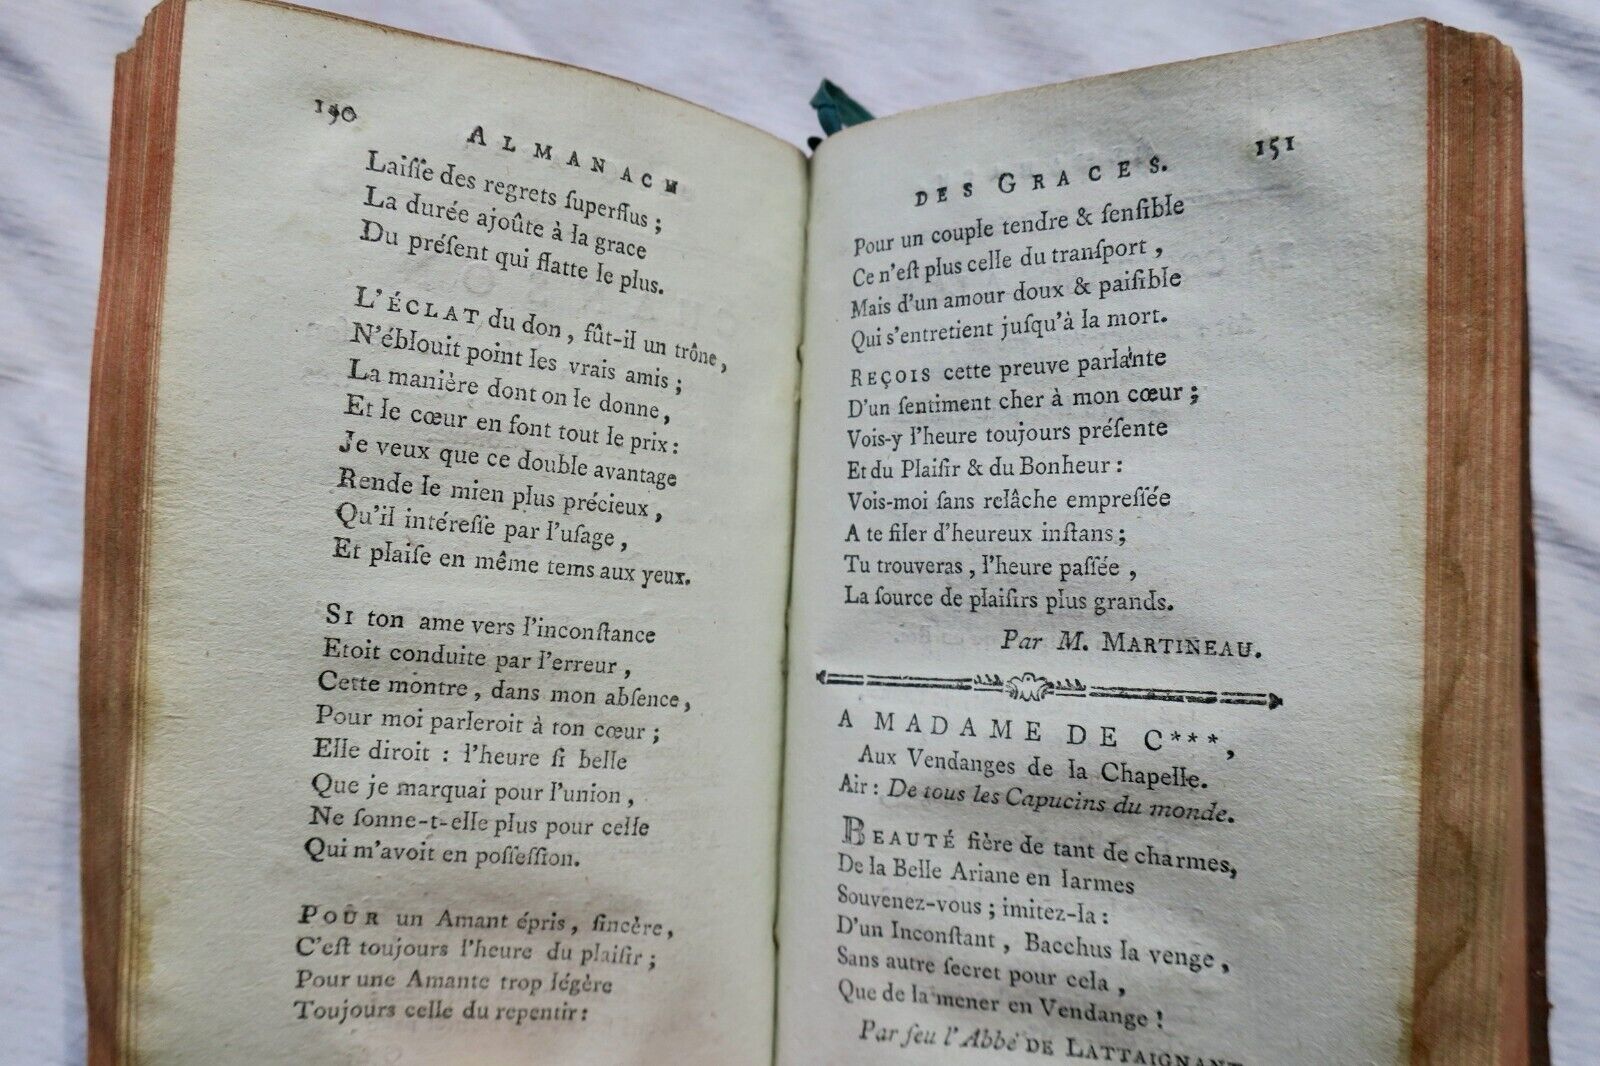 190
ALMANACH
Laiſſe des regrets ſuperflus ;
La durée ajoûte à la grace
Du préſent qui flatte le plus.
L'ÉCLAT du don, fût-il un trône,
N'éblouit point les vrais amis ;
La manière dont on le donne,
Et le cœur en font tout le prix :
Je veux que ce double avantage
Rende le mien plus précieux,
Qu'il intéreſſe par l'uſage,
Et plaiſe en même tems aux yeux.
SI ton ame vers l'inconſtance
Etoit conduite par l'erreur,
Cette montre, dans mon abſence,
Pour moi parleroit à ton cœur ;
Elle diroit : l'heure ſi belle
Que je marquai pour l'union,
Ne ſonne-t-elle plus pour celle
Qui m'avoit en poſſeſſion.
POUR un Amant épris, ſincère,
C'eſt toujours l'heure du plaiſir ;
Pour une Amante trop légère
Toujours celle du repentir :
151
DES GRACES.
Pour un couple tendre & ſenſible
Ce n'eſt plus celle du tranſport,
Mais d'un amour doux & paiſible
Qui s'entretient juſqu'à la mort.
REÇOIS cette preuve parlante
D'un ſentiment cher à mon cœur ;
Vois-y l'heure toujours préſente
Et du Plaiſir & du Bonheur :
Vois-moi ſans relâche empreſſée
A te filer d'heureux inſtans ;
Tu trouveras, l'heure paſſée,
La ſource de plaiſirs plus grands.
Par M. MARTINEAU.
A MADAME DE C***,
Aux Vendanges de la Chapelle.
Air : De tous les Capucins du monde.
BEAUTÉ fière de tant de charmes,
De la Belle Ariane en larmes
Souvenez-vous ; imitez-la :
D'un Inconſtant, Bacchus la venge,
Sans autre ſecret pour cela,
Que de la mener en Vendange !
Par feu l'Abbé DE LATTAIGNANT